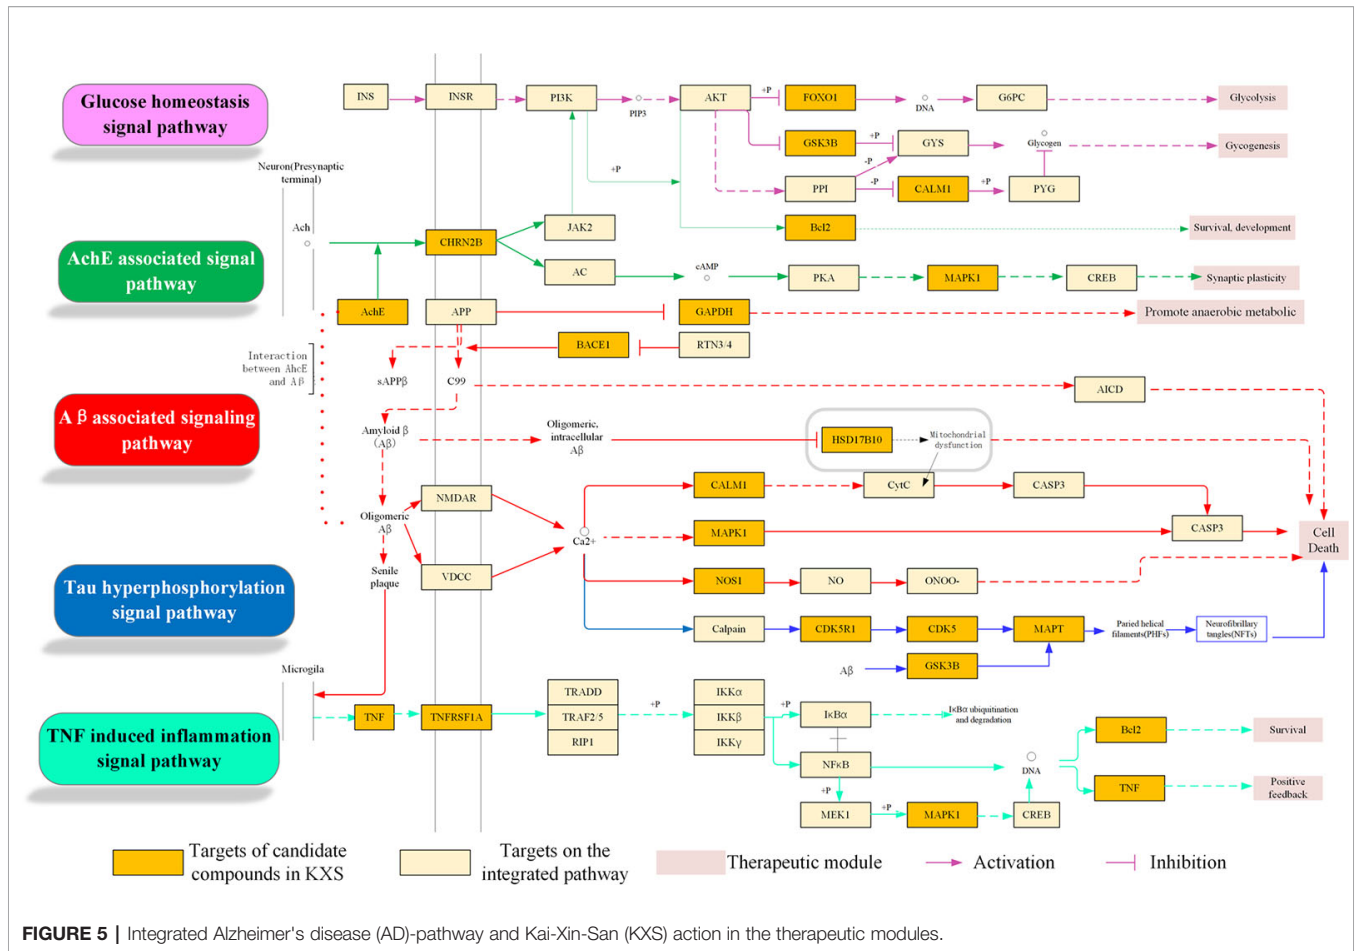 Glucose homeostasis
signal pathway
INS
INSR
PI3K
PIP3
AKT
+P
FOXO1
DNA
G6PC
Glycolysis
GSK3B
+P
GYS
Glycogen
Gycogenesis
-P
PPI
-P
CALM1
+P
PYG
+P
Neuron(Presynaptic
terminal)
Ach
JAK2
Bcl2
Survival, development
AchE associated signal
pathway
CHRN2B
AC
cAMP
PKA
MAPK1
CREB
Synaptic plasticity
AchE
APP
GAPDH
Promote anaerobic metabolic
BACE1
RTN3/4
Interaction
between AhcE
and Aβ
sAPPβ
C99
AICD
A β associated signaling
pathway
Amyloid β
(Aβ)
Oligomeric,
intracellular
Aβ
HSD17B10
Mitochondrial
dysfunction
NMDAR
CALM1
CytC
CASP3
Oligomeric
Aβ
Ca2+
MAPK1
CASP3
Cell
Death
Senile
plaque
VDCC
NOS1
NO
ONOO-
Tau hyperphosphorylation
signal pathway
Calpain
CDK5R1
CDK5
MAPT
Paried helical
filaments(PHFs)
Neurofibrillary
tangles(NFTs)
Aβ
GSK3B
Microgila
TNF induced inflammation
signal pathway
TNF
TNFRSF1A
TRADD
TRAF2/5
RIP1
+P
IKKα
IKKβ
IKKγ
+P
IκBα
IκBα ubiquitination
and degradation
NFκB
DNA
Bcl2
Survival
TNF
Positive
feedback
+P
MEK1
+P
MAPK1
CREB
Targets of candidate
compounds in KXS
Targets on the
integrated pathway
Therapeutic module
Activation
Inhibition
FIGURE 5 | Integrated Alzheimer's disease (AD)-pathway and Kai-Xin-San (KXS) action in the therapeutic modules.